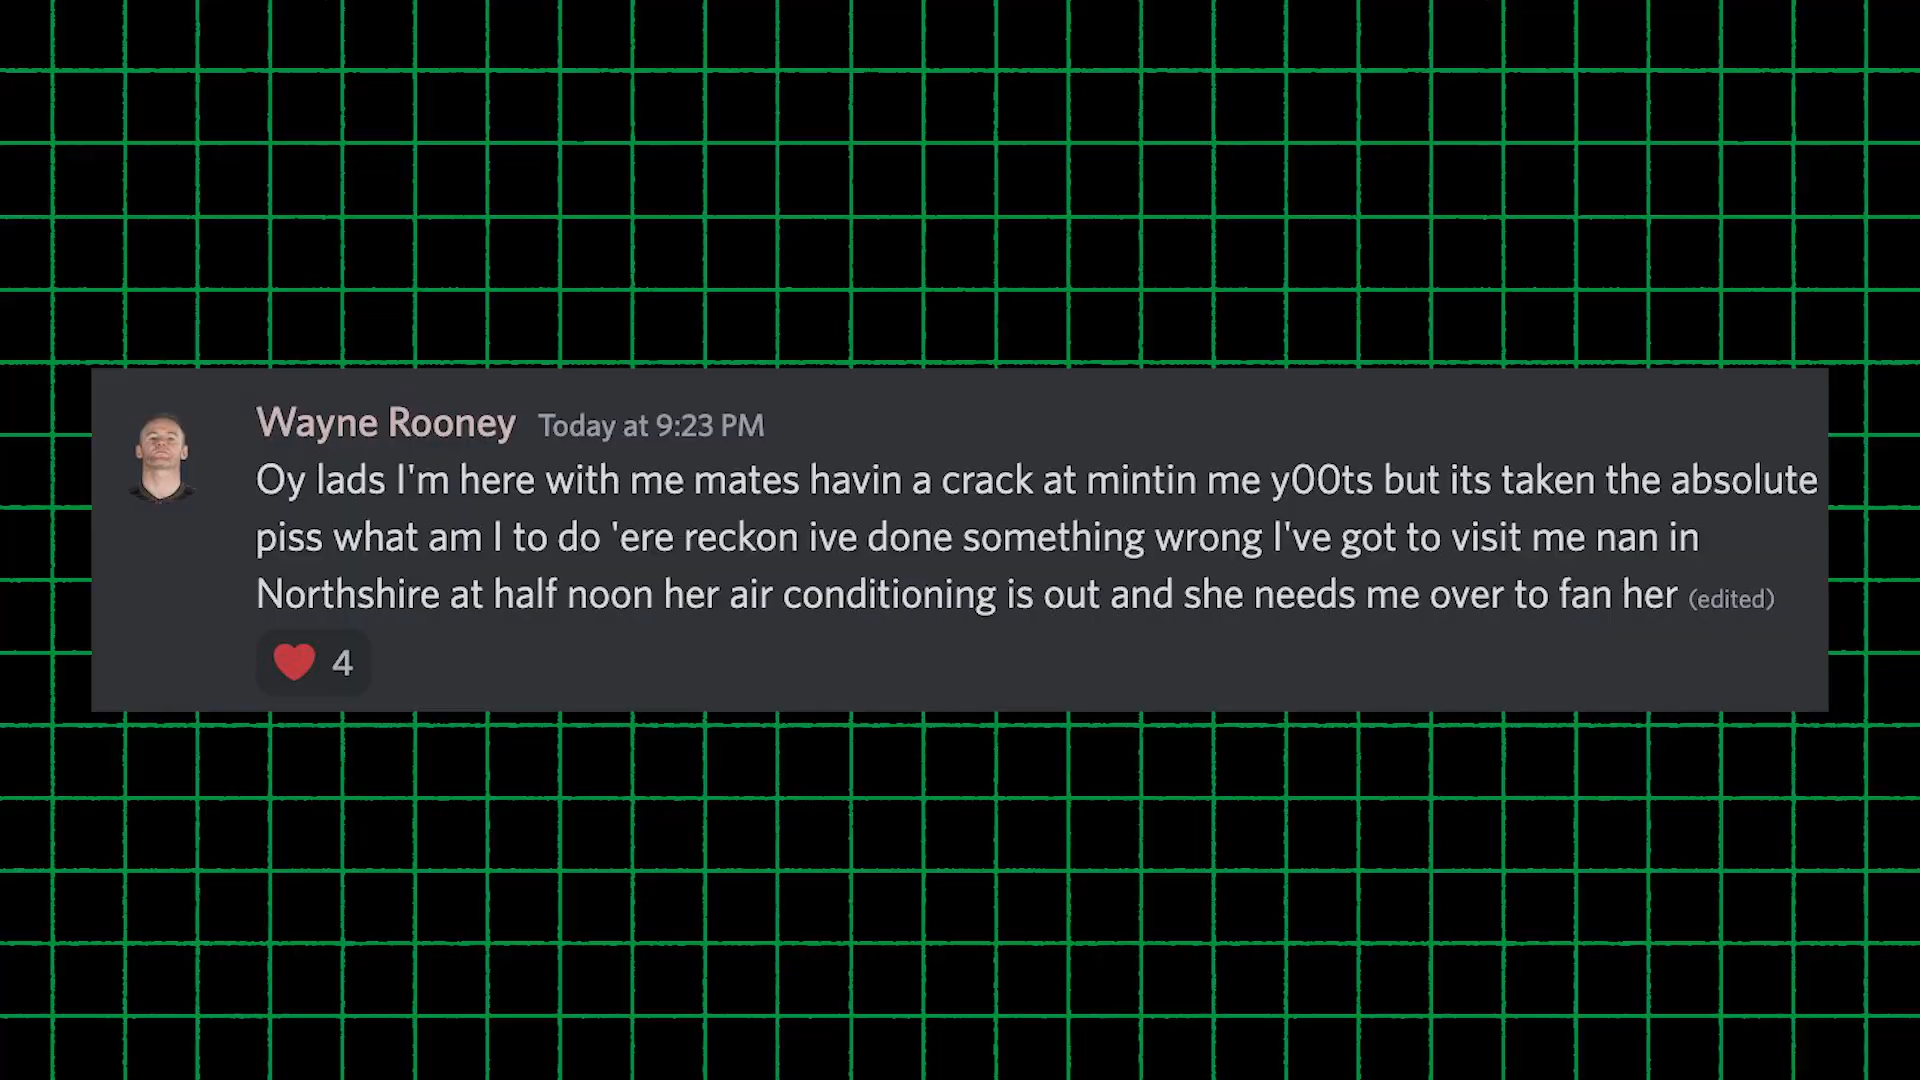 Wayne Rooney Today at 9:23 PM
Oy lads I'm here with me mates havin a crack at mintin me y00ts but its taken the absolute
piss what am I to do 'ere reckon ive done something wrong I've got to visit me nan in
Northshire at half noon her air conditioning is out and she needs me over to fan her (edited)
4